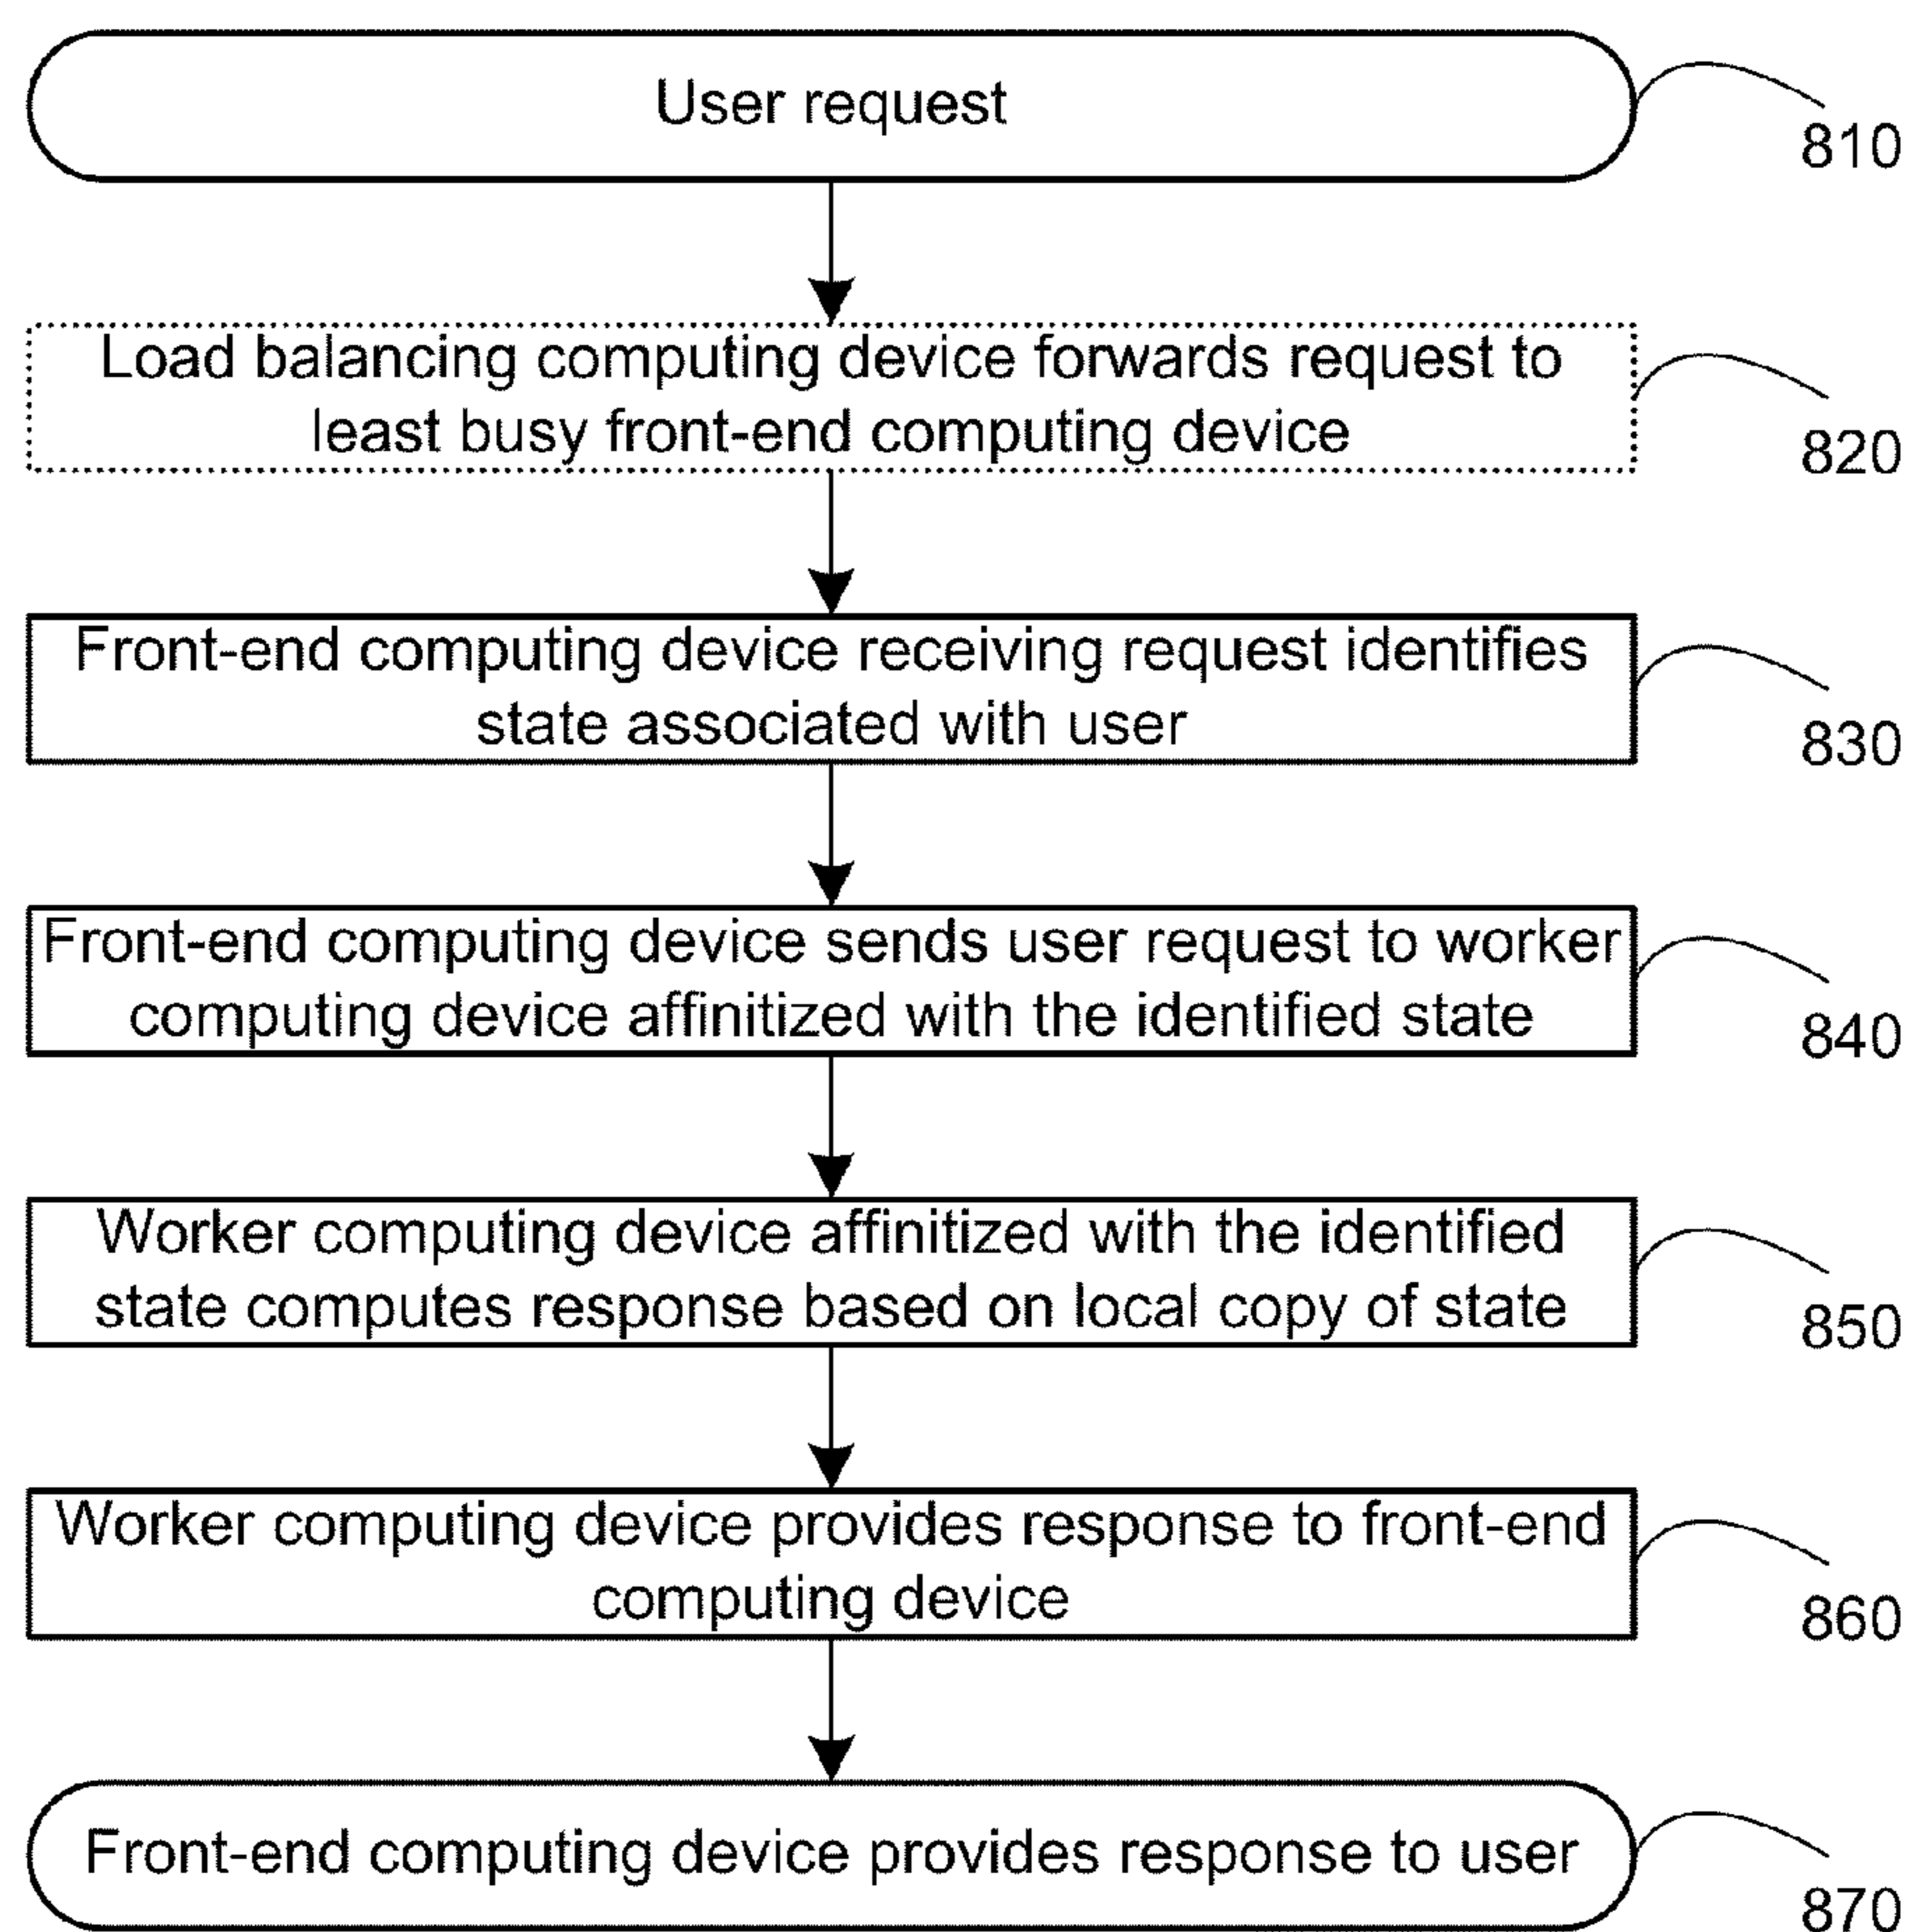 User request
810
Load balancing computing device forwards request to
least busy front-end computing device
820
Front-end computing device receiving request identifies
state associated with user
830
Front-end computing device sends user request to worker
computing device affinitized with the identified state
840
Worker computing device affinitized with the identified
state computes response based on local copy of state
850
Worker computing device provides response to front-end
computing device
860
Front-end computing device provides response to user
870